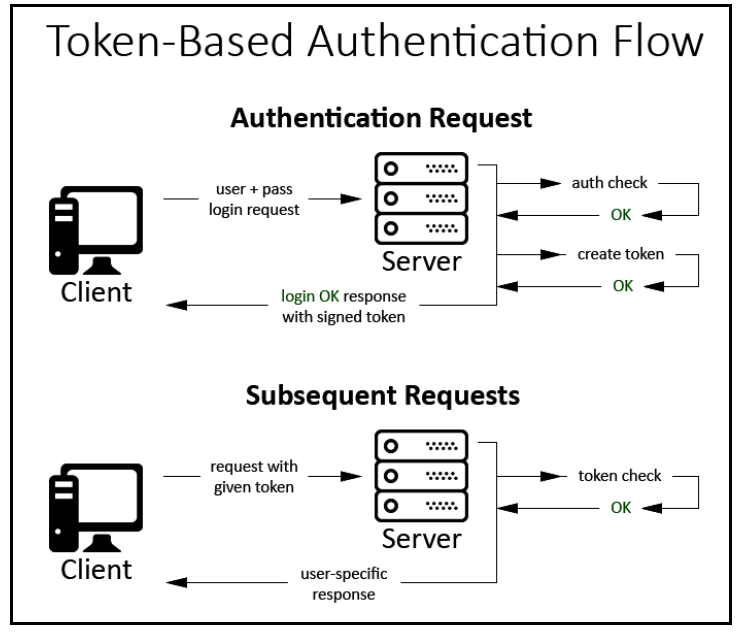 Token-Based Authentication Flow
Authentication Request
user + pass
login request
auth check
OK
create token
OK
Server
Client
login OK response
with signed token
Subsequent Requests
request with
given token
token check
OK
Server
Client
user-specific
response